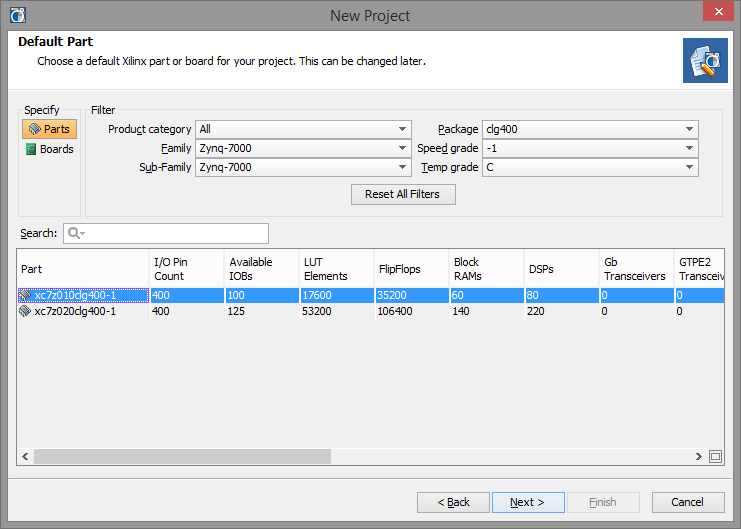 New Project
Default Part
Choose a default Xilinx part or board for your project. This can be changed later.
Specify
Parts
Boards
Filter
Product category All
Package clg400
Family Zynq-7000
Speed grade -1
Sub-Family Zynq-7000
Temp grade C
Reset All Filters
Search:
Part I/O Pin Count Available IOBs LUT Elements FlipFlops Block RAMs DSPs Gb Transceivers GTPE2 Transceiv
xc7z010clg400-1 400 100 17600 35200 60 80 0 0
xc7z020clg400-1 400 125 53200 106400 140 220 0 0
< Back
Next >
Finish
Cancel